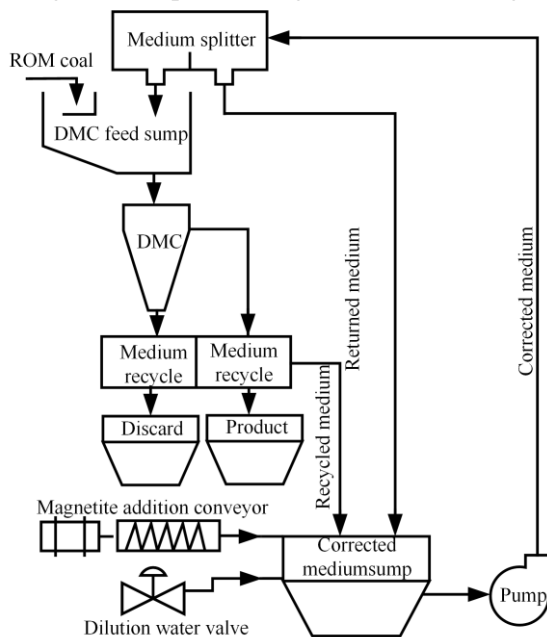 Medium splitter
ROM coal
DMC feed sump
DMC
Medium
recycle
Medium
recycle
Discard
Product
Recycled medium
Returned medium
Corrected medium
Magnetite addition conveyor
Corrected
mediumsump
Pump
Dilution water valve